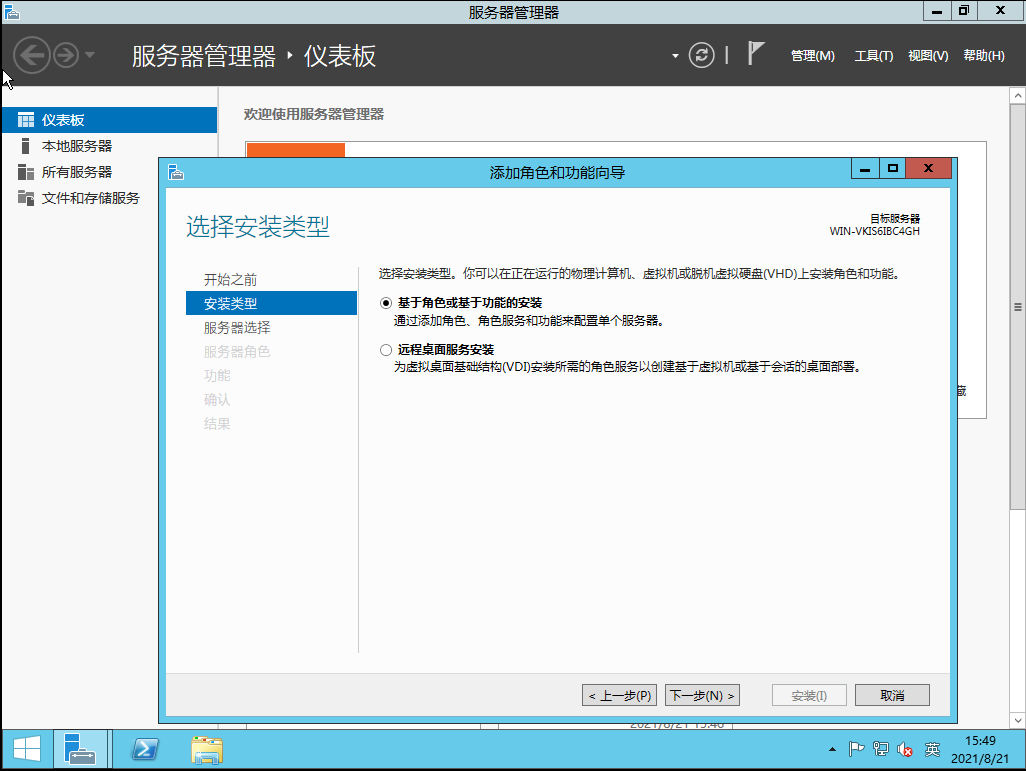 服务器管理器
服务器管理器 ‣ 仪表板
管理(M) 工具(T) 视图(V) 帮助(H)
仪表板
本地服务器
所有服务器
文件和存储服务
欢迎使用服务器管理器
添加角色和功能向导
选择安装类型
目标服务器
WIN-VKIS6IBC4GH
开始之前
安装类型
服务器选择
服务器角色
功能
确认
结果
选择安装类型。你可以在正在运行的物理计算机、虚拟机或脱机虚拟硬盘(VHD)上安装角色和功能。
基于角色或基于功能的安装
通过添加角色、角色服务和功能来配置单个服务器。
远程桌面服务安装
为虚拟桌面基础结构(VDI)安装所需的角色服务以创建基于虚拟机或基于会话的桌面部署。
藏
< 上一步(P) 下一步(N) > 安装(I) 取消
2021/8/21 15:46
英
15:49
2021/8/21